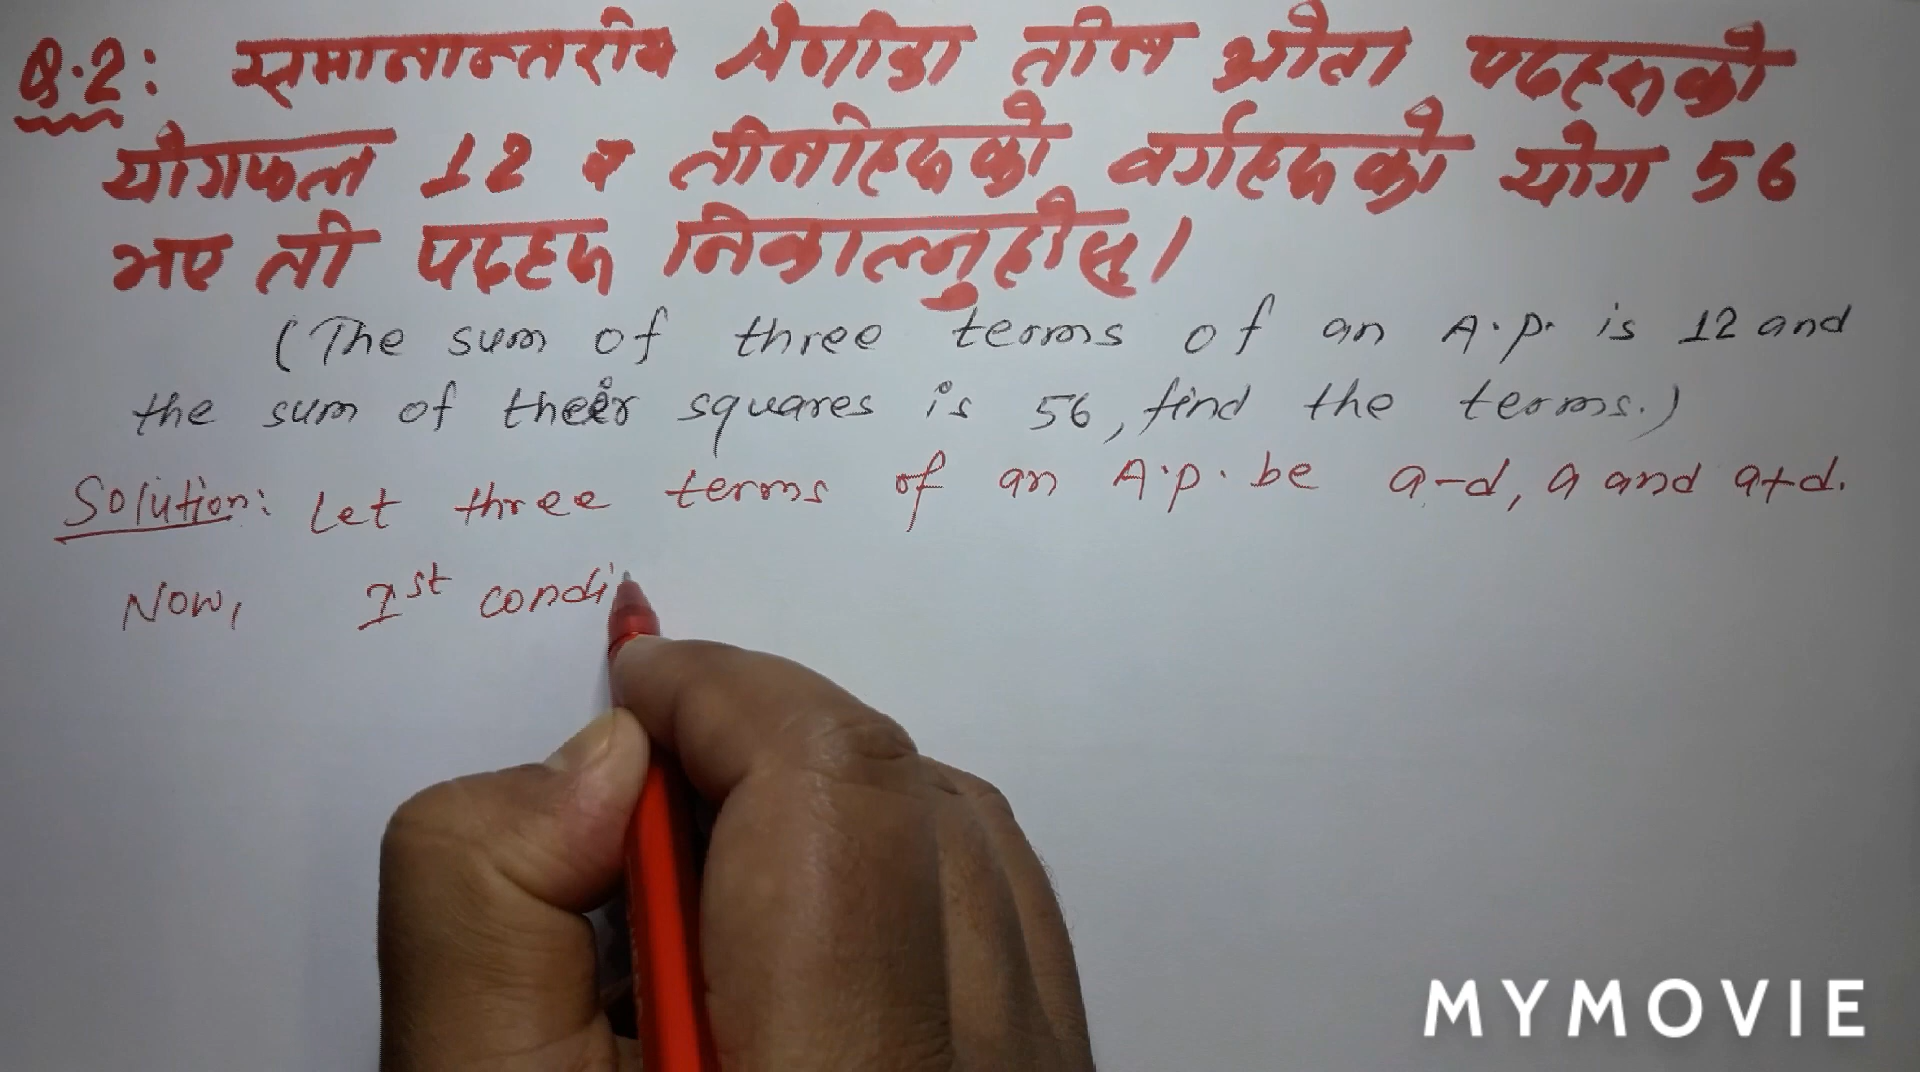 Q.2: समानान्तरीय श्रेणीका तीन ओटा पदहरूको
योगफल 12 र तीनोहरूको वर्गहरूको योग 56
भए ती पदहरू निकाल्नुहोस्।
(The sum of three terms of an A.P. is 12 and
the sum of their squares is 56, find the terms.)
Solution: Let three terms of an A.P. be a-d, a and a+d.
Now, 1st condi
MYMOVIE